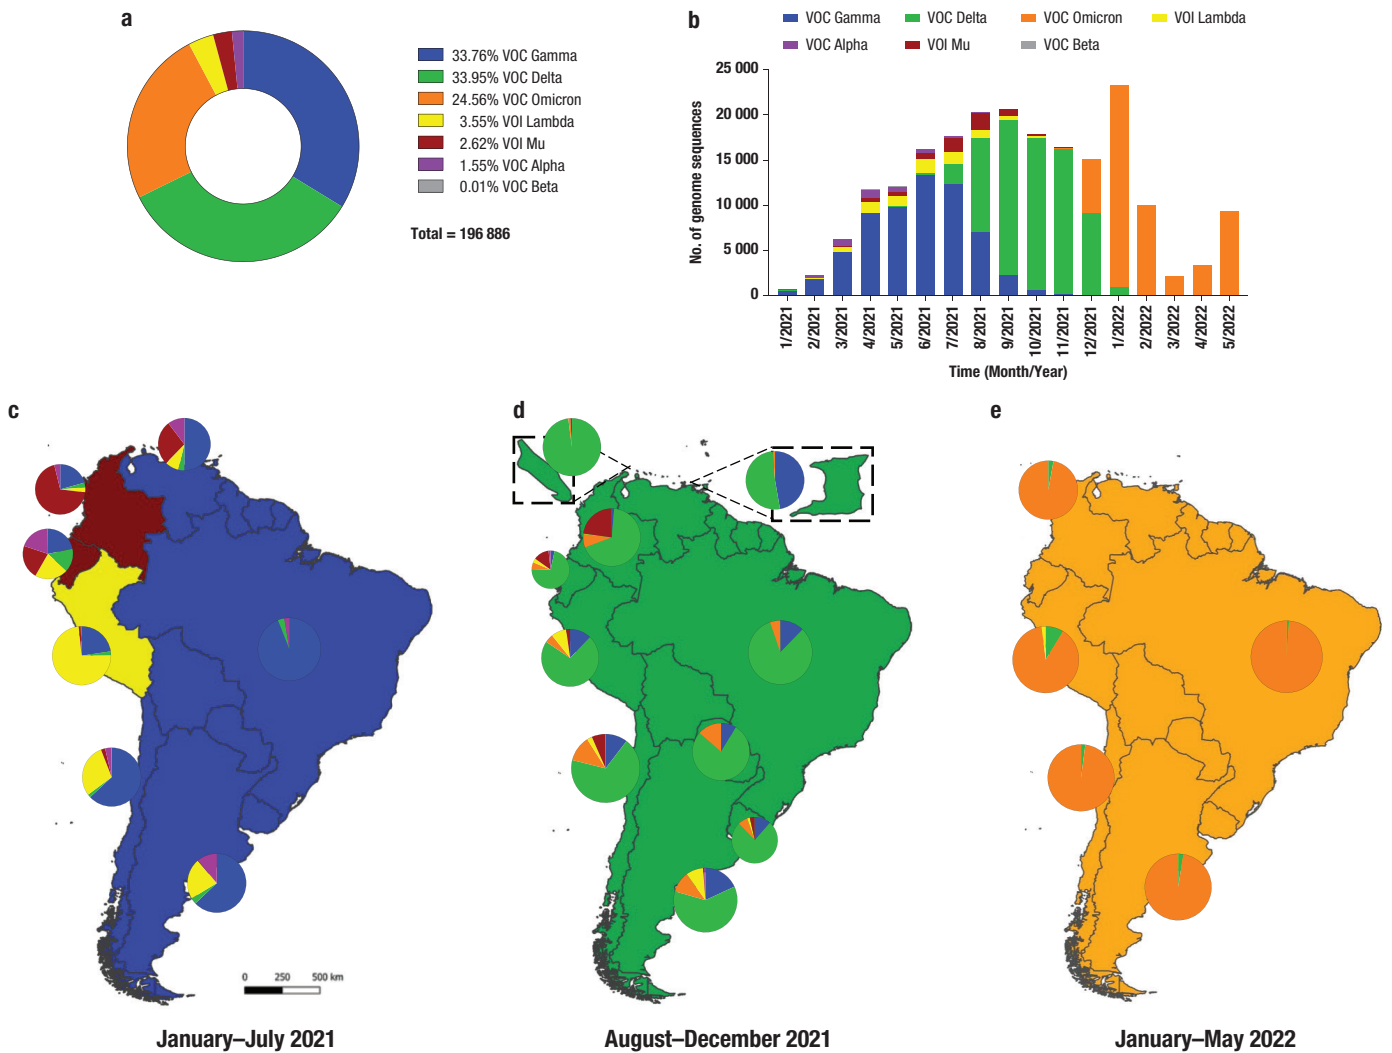 a
33.76% VOC Gamma
33.95% VOC Delta
24.56% VOC Omicron
3.55% VOI Lambda
2.62% VOI Mu
1.55% VOC Alpha
0.01% VOC Beta
Total = 196 886
b
VOC Gamma VOC Delta VOC Omicron VOI Lambda
VOC Alpha VOI Mu VOC Beta
No. of genome sequences
25 000
20 000
15 000
10 000
5 000
0
1/2021 2/2021 3/2021 4/2021 5/2021 6/2021 7/2021 8/2021 9/2021 10/2021 11/2021 12/2021 1/2022 2/2022 3/2022 4/2022 5/2022
Time (Month/Year)
c
d
e
0 250 500 km
January–July 2021
August–December 2021
January–May 2022